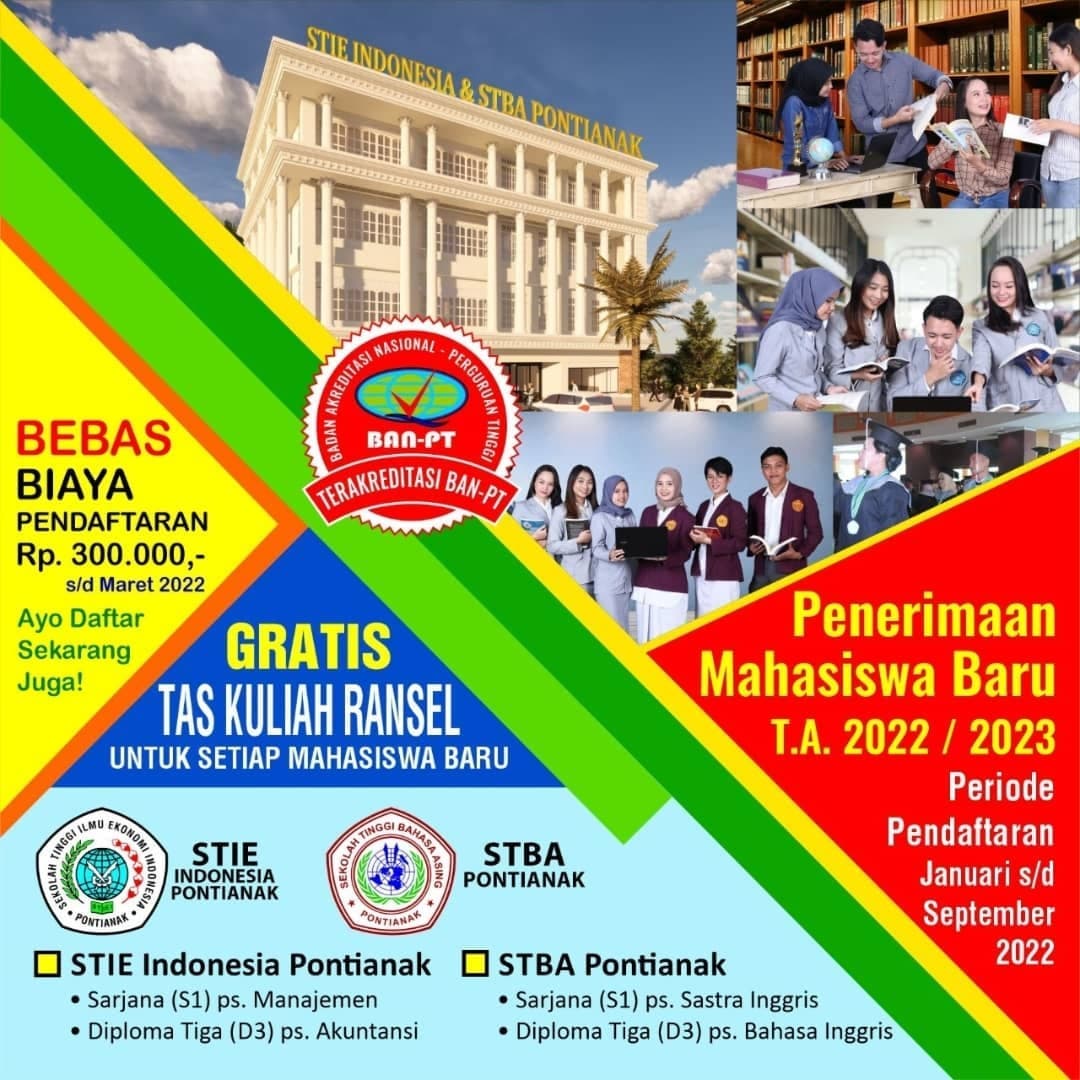 STIE INDONESIA & STBA PONTIANAK
BADAN AKREDITASI NASIONAL - PERGURUAN TINGGI
BAN-PT
TERAKREDITASI BAN-PT
BEBAS
BIAYA
PENDAFTARAN
Rp. 300.000,-
s/d Maret 2022
Ayo Daftar
Sekarang
Juga!
GRATIS
TAS KULIAH RANSEL
UNTUK SETIAP MAHASISWA BARU
Penerimaan
Mahasiswa Baru
T.A. 2022 / 2023
Periode
Pendaftaran
Januari s/d
September
2022
SEKOLAH TINGGI ILMU EKONOMI INDONESIA
• PONTIANAK •
STIE
INDONESIA
PONTIANAK
SEKOLAH TINGGI BAHASA ASING
PONTIANAK
STBA
PONTIANAK
STIE Indonesia Pontianak
• Sarjana (S1) ps. Manajemen
• Diploma Tiga (D3) ps. Akuntansi
STBA Pontianak
• Sarjana (S1) ps. Sastra Inggris
• Diploma Tiga (D3) ps. Bahasa Inggris